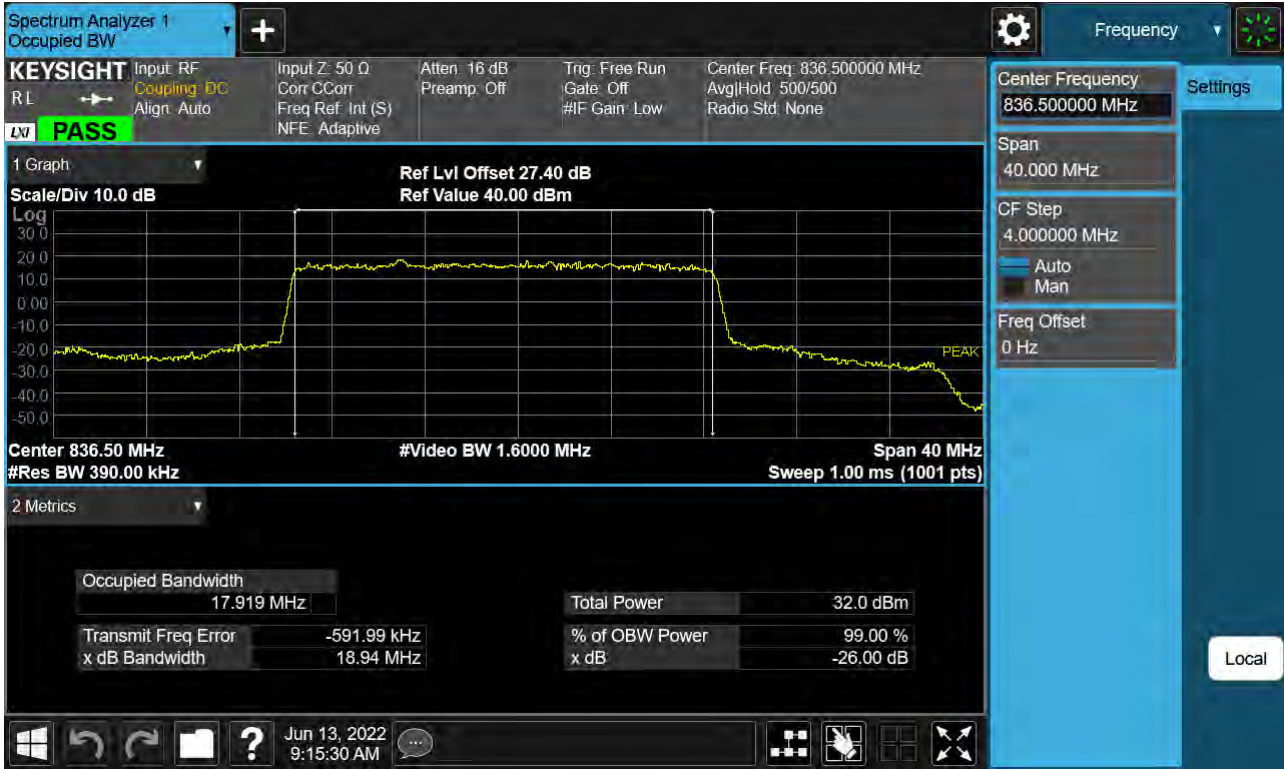 Spectrum Analyzer 1
Occupied BW
+
Frequency
KEYSIGHT
R L
LXI
PASS
Input: RF
Coupling: DC
Align: Auto
Input Z: 50 Ω
Corr CCorr
Freq Ref: Int (S)
NFE: Adaptive
Atten: 16 dB
Preamp: Off
Trig: Free Run
Gate: Off
#IF Gain: Low
Center Freq: 836.500000 MHz
Avg|Hold: 500/500
Radio Std: None
Center Frequency
836.500000 MHz
Settings
Span
40.000 MHz
CF Step
4.000000 MHz
Auto
Man
Freq Offset
0 Hz
Local
1 Graph
Scale/Div 10.0 dB
Ref Lvl Offset 27.40 dB
Ref Value 40.00 dBm
Log
30.0
20.0
10.0
0.00
-10.0
-20.0
-30.0
-40.0
-50.0
PEAK
Center 836.50 MHz
#Video BW 1.6000 MHz
Span 40 MHz
#Res BW 390.00 kHz
Sweep 1.00 ms (1001 pts)
2 Metrics
Occupied Bandwidth
17.919 MHz
Total Power 32.0 dBm
Transmit Freq Error -591.99 kHz
% of OBW Power 99.00 %
x dB Bandwidth 18.94 MHz
x dB -26.00 dB
?
Jun 13, 2022
9:15:30 AM